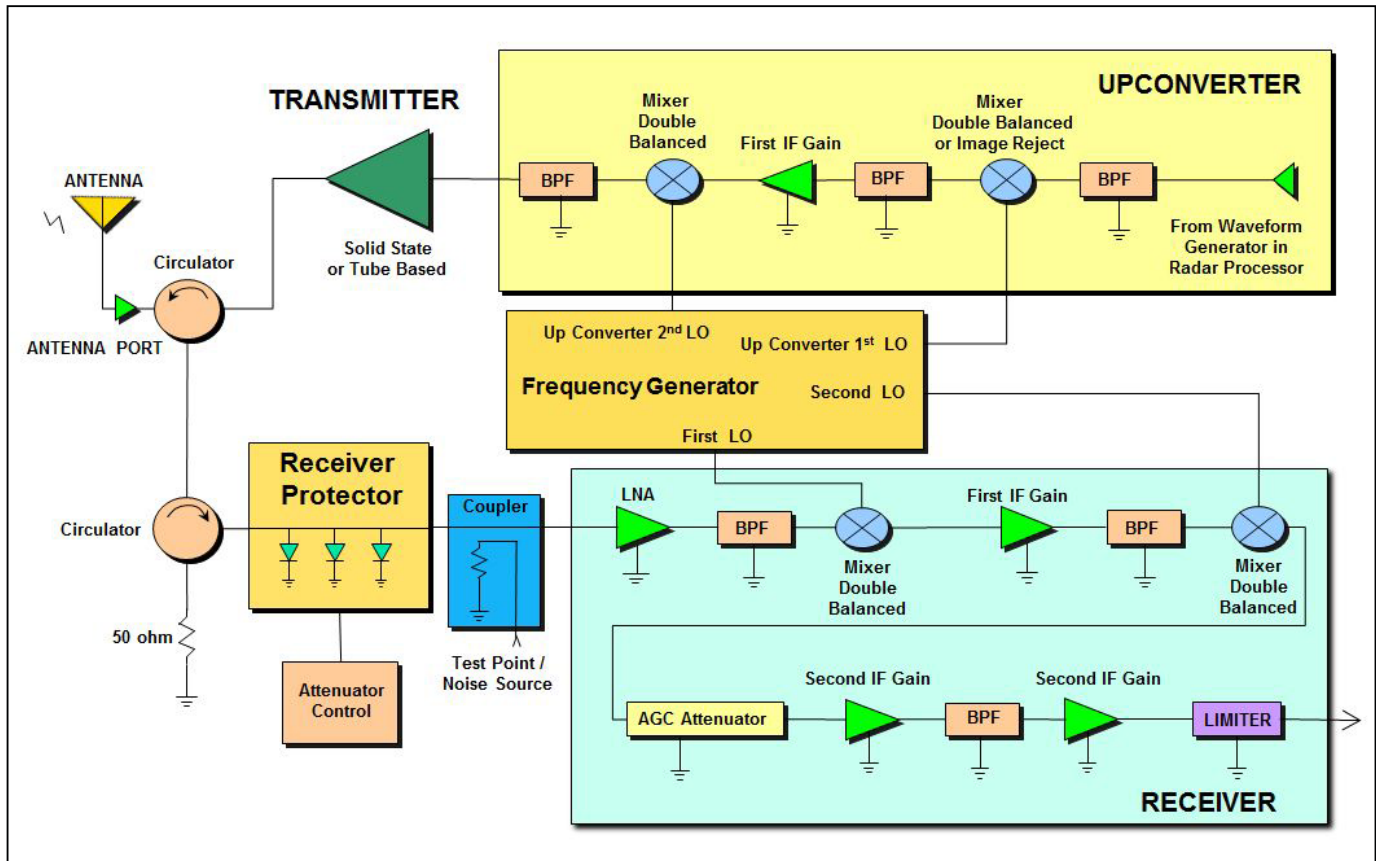 UPCONVERTER
TRANSMITTER
Mixer
Double
Balanced
Mixer
Double Balanced
or Image Reject
First IF Gain
BPF
BPF
BPF
ANTENNA
From Waveform
Generator in
Radar Processor
Solid State
or Tube Based
Circulator
ANTENNA PORT
Up Converter 2nd LO
Up Converter 1st LO
Frequency Generator
Second LO
First LO
Receiver
Protector
Coupler
LNA
First IF Gain
Circulator
BPF
BPF
Mixer
Double
Balanced
Mixer
Double
Balanced
50 ohm
Test Point /
Noise Source
Attenuator
Control
Second IF Gain
Second IF Gain
AGC Attenuator
BPF
LIMITER
RECEIVER